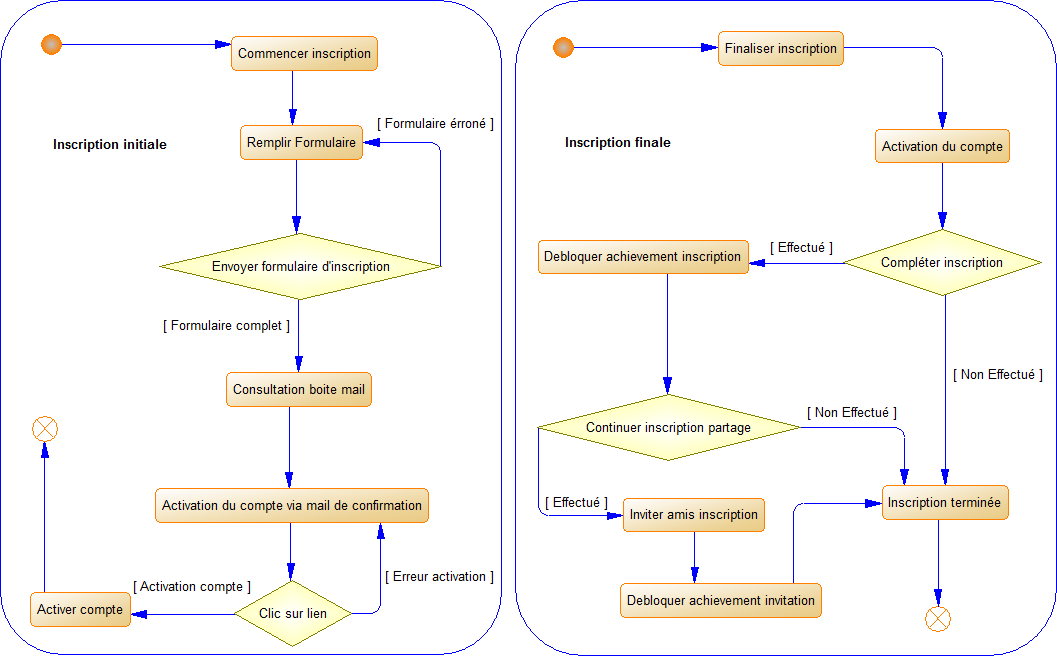 Commencer inscription
[ Formulaire érroné ]
Remplir Formulaire
Inscription initiale
Envoyer formulaire d'inscription
[ Formulaire complet ]
Consultation boite mail
Activation du compte via mail de confirmation
[ Erreur activation ]
[ Activation compte ]
Activer compte
Clic sur lien
Finaliser inscription
Inscription finale
Activation du compte
[ Effectué ]
Debloquer achievement inscription
Compléter inscription
[ Non Effectué ]
[ Non Effectué ]
Continuer inscription partage
[ Effectué ]
Inviter amis inscription
Inscription terminée
Debloquer achievement invitation